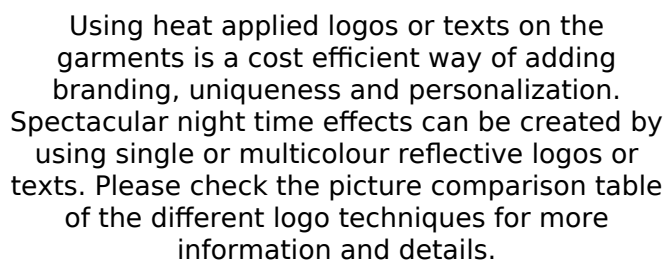 Using heat applied logos or texts on the
garments is a cost efficient way of adding
branding, uniqueness and personalization.
Spectacular night time effects can be created by
using single or multicolour reflective logos or
texts. Please check the picture comparison table
of the different logo techniques for more
information and details.